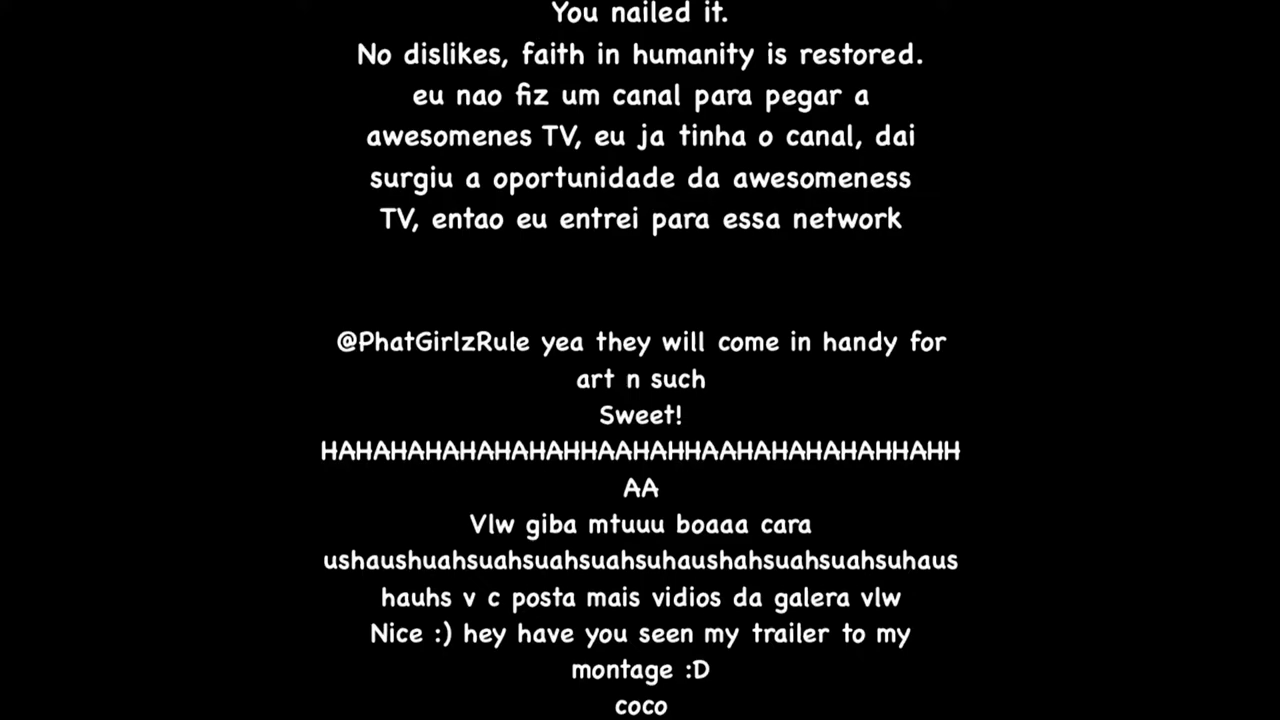 You nailed it.
No dislikes, faith in humanity is restored.
eu nao fiz um canal para pegar a
awesomenes TV, eu ja tinha o canal, dai
surgiu a oportunidade da awesomeness
TV, entao eu entrei para essa network
@PhatGirlzRule yea they will come in handy for
art n such
Sweet!
HAHAHAHAHAHAHAHHAAHAHHAAHAHAHAHAHHAHH
AA
Vlw giba mtuuu boaaa cara
ushaushuahsuahsuahsuahsuhaushahsuahsuahsuhaus
hauhs v c posta mais vidios da galera vlw
Nice :) hey have you seen my trailer to my
montage :D
coco